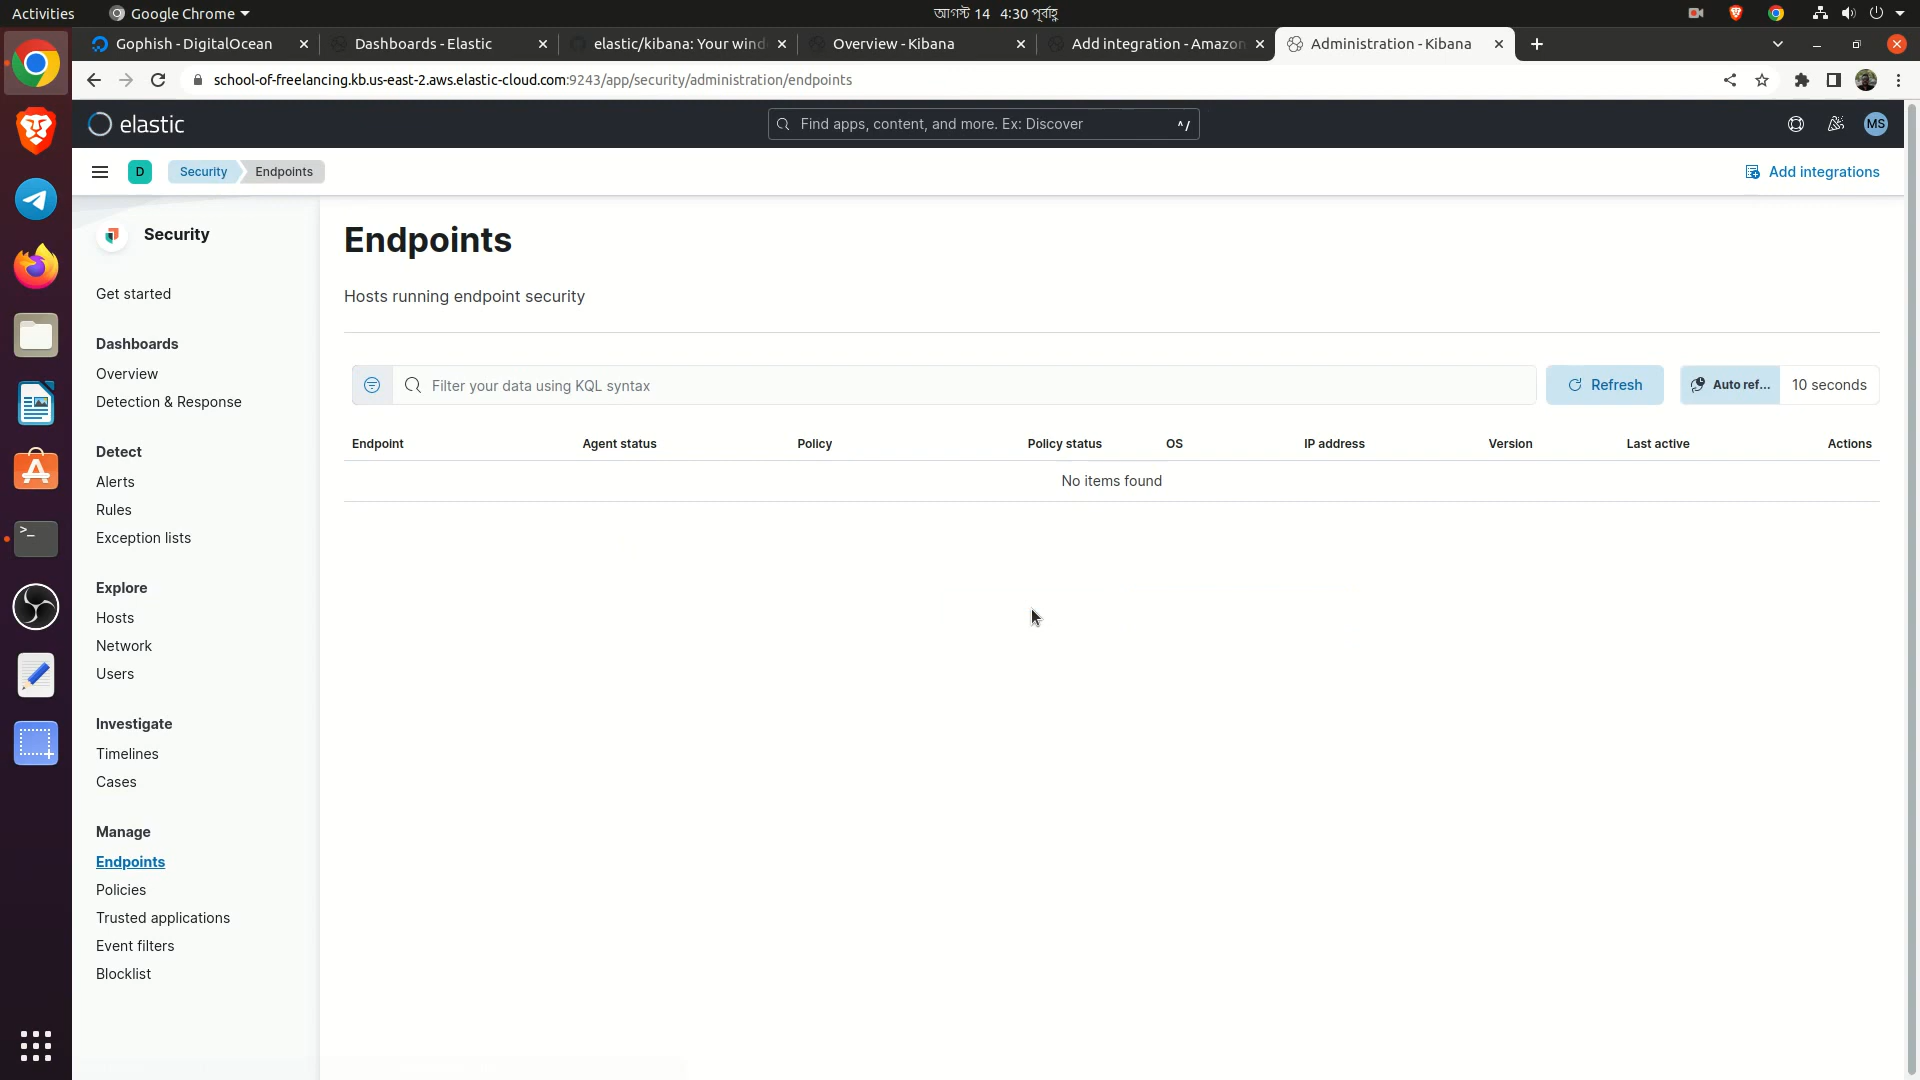 Activities
Google Chrome
আগস্ট 14 4:30 পূর্বাহ্ণ
Gophish - DigitalOcean
Dashboards - Elastic
elastic/kibana: Your wind
Overview - Kibana
Add integration - Amazon
Administration - Kibana
school-of-freelancing.kb.us-east-2.aws.elastic-cloud.com:9243/app/security/administration/endpoints
elastic
Find apps, content, and more. Ex: Discover
^/
MS
D
Security
Endpoints
Add integrations
Security
Get started
Dashboards
Overview
Detection & Response
Detect
Alerts
Rules
Exception lists
Explore
Hosts
Network
Users
Investigate
Timelines
Cases
Manage
Endpoints
Policies
Trusted applications
Event filters
Blocklist
Endpoints
Hosts running endpoint security
Filter your data using KQL syntax
Refresh
Auto ref...
10 seconds
Endpoint Agent status Policy Policy status OS IP address Version Last active Actions
No items found